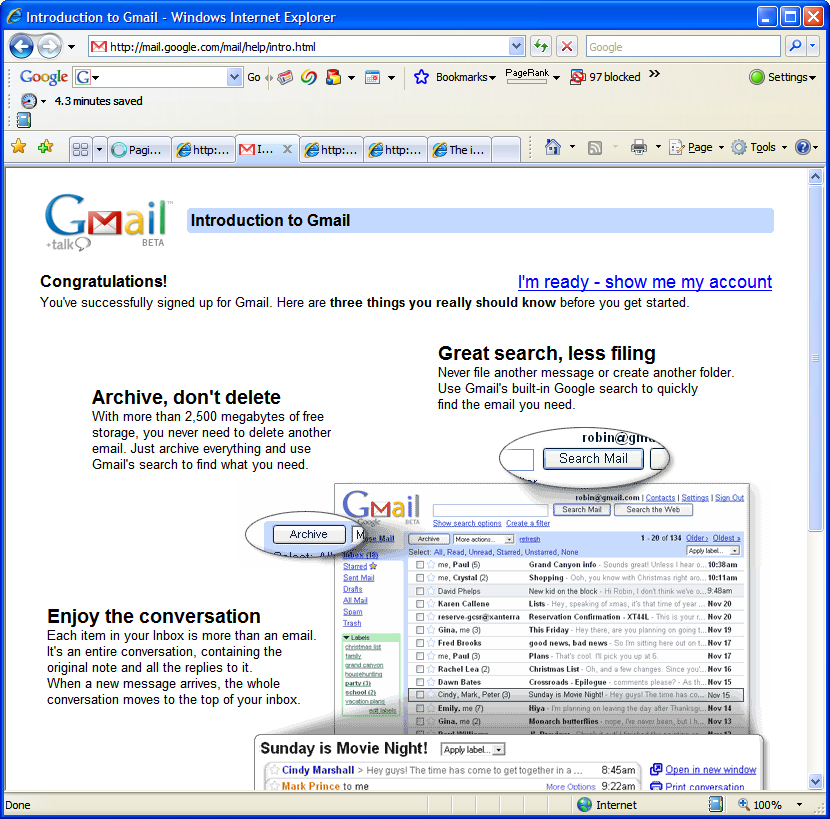 Introduction to Gmail - Windows Internet Explorer
http://mail.google.com/mail/help/intro.html
Google
Google G Go Bookmarks PageRank 97 blocked Settings
4.3 minutes saved
Pagi... http:... I... http:... http:... The i... Page Tools
Gmail
+talk BETA
Introduction to Gmail
Congratulations!
I'm ready - show me my account
You've successfully signed up for Gmail. Here are three things you really should know before you get started.
Great search, less filing
Never file another message or create another folder.
Use Gmail's built-in Google search to quickly
find the email you need.
Archive, don't delete
With more than 2,500 megabytes of free
storage, you never need to delete another
email. Just archive everything and use
Gmail's search to find what you need.
robin@gm
Search Mail
Gmail
Google BETA
robin@gmail.com | Contacts | Settings | Sign Out
Search Mail Search the Web
Show search options Create a filter
Archive M
Select: All
Mail
Archive More actions... refresh 1 - 20 of 134 Older › Oldest »
Select: All, Read, Unread, Starred, Unstarred, None Apply label...
Inbox (18)
Starred
Sent Mail
Drafts
All Mail
Spam
Trash
Labels
christmas list
family
grand canyon
househunting
party (3)
school (2)
vacation plans
edit labels
me, Paul (5) Grand Canyon info - Sounds great! Unless I hear o... 10:38am
me, Crystal (2) Shopping - Ooh, you know with Christmas right aro... 10:11am
David Phelps New kid on the block - Hi Robin, I don't think we've o... 9:48am
Karen Callene Lists - Hey, speaking of xmas, it's that time of year ... Nov 20
reserve-gcsr@xanterra Reservation Confirmation - XT44L - This is your r... Nov 20
Gina, me (3) This Friday - Hey there, are you planning on going t... Nov 19
Fred Brooks good news, bad news - So I'm sitting here out on t... Nov 19
me, Paul (3) Plans - That's cool. I'll pick you up at 6. Nov 17
Rachel Lea (2) Christmas List - Oh, and a few changes. Since you'... Nov 16
Dawn Bates Crossroads - Epilogue - comments please? - As th... Nov 15
Cindy, Mark, Peter (3) Sunday is Movie Night! - Hey guys! The time has co... Nov 15
Emily, me (7) Hiya - I'm planning on leaving the day after Thanksgi... Nov 14
Gina, me (2) Monarch butterflies - nope, I've never been, but I h... Nov 13
Enjoy the conversation
Each item in your Inbox is more than an email.
It's an entire conversation, containing the
original note and all the replies to it.
When a new message arrives, the whole
conversation moves to the top of your inbox.
Sunday is Movie Night! Apply label...
Cindy Marshall > Hey guys! The time has come to get together in a ... 8:45am Open in new window
Mark Prince to me More Options 9:22am Print conversation
Done Internet 100%